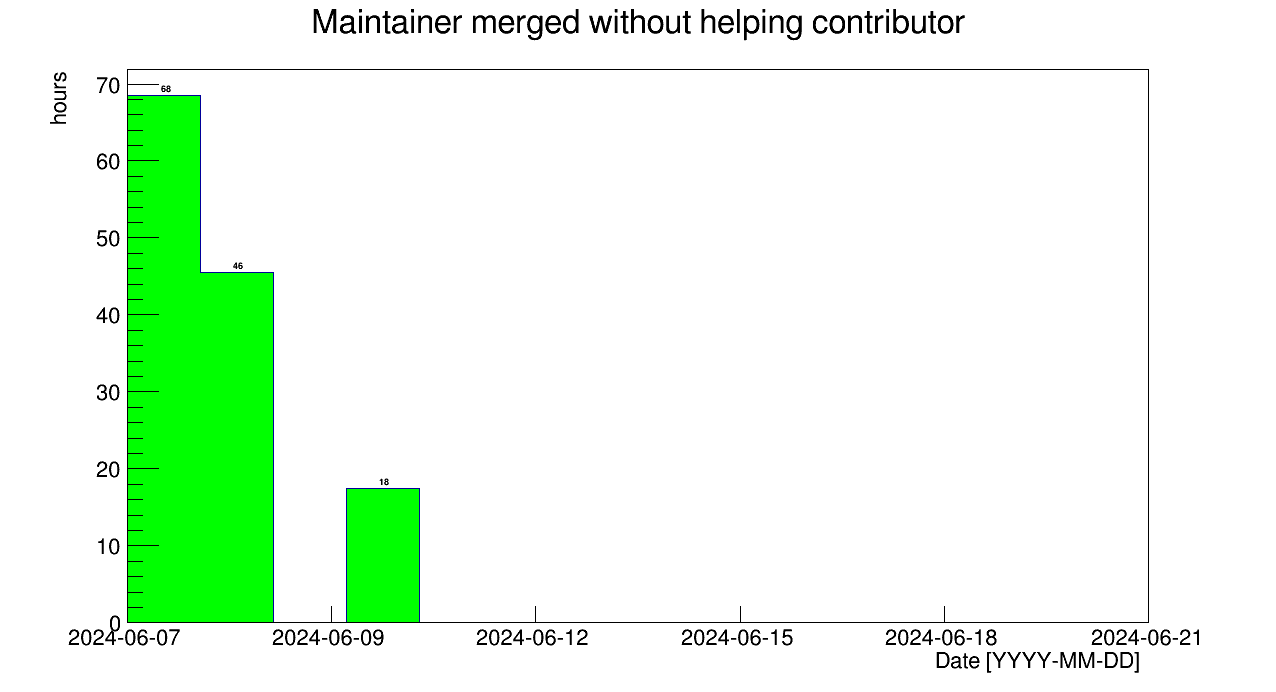 Maintainer merged without helping contributor
hours
70
60
50
40
30
20
10
0
68
46
18
2024-06-07 2024-06-09 2024-06-12 2024-06-15 2024-06-18 2024-06-21
Date [YYYY-MM-DD]